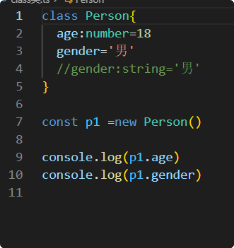 Person
1 class Person{
2 age:number=18
3 gender='男'
4 //gender:string='男'
5 }
6
7 const p1 =new Person()
8
9 console.log(p1.age)
10 console.log(p1.gender)
11